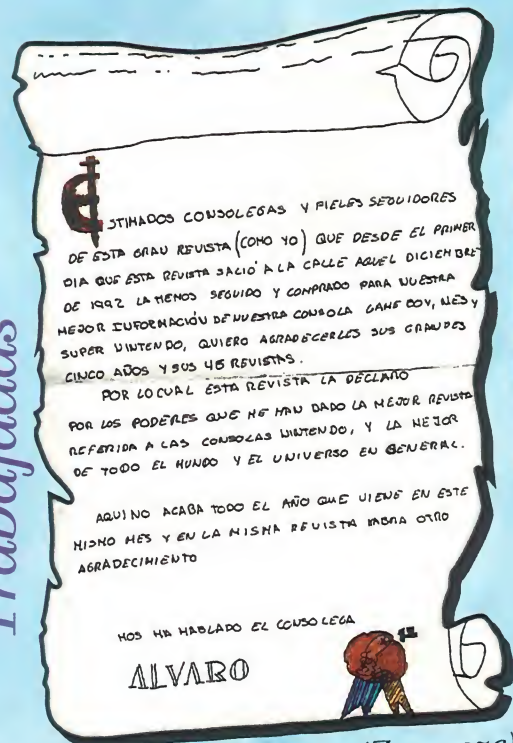 ESTIMADOS CONSOLEGAS Y FIELES SEGUIDORES
DE ESTA GRAN REVISTA (COMO YO) QUE DESDE EL PRIMER
DIA QUE ESTA REVISTA SALIÓ A LA CALLE AQUEL DICIEMBRE
DE 1992 LA HEMOS SEGUIDO Y COMPRADO PARA NUESTRA
MEJOR INFORMACIÓN DE NUESTRA CONSOLA GAME BOY, NES Y
SUPER NINTENDO, QUIERO AGRADECERLES SUS GRANDES
CINCO AÑOS Y SUS 46 REVISTAS.
POR LO CUAL ESTA REVISTA LA DECLARO
POR LOS PODERES QUE ME HAN DADO LA MEJOR REVISTA
REFERIDA A LAS CONSOLAS NINTENDO, Y LA MEJOR
DE TODO EL MUNDO Y EL UNIVERSO EN GENERAL.
AQUI NO ACABA TODO EL AÑO QUE VIENE EN ESTE
MISMO MES Y EN LA MISMA REVISTA HABRA OTRO
AGRADECIMIENTO
NOS HA HABLADO EL CONSOLEGA
ALVARO